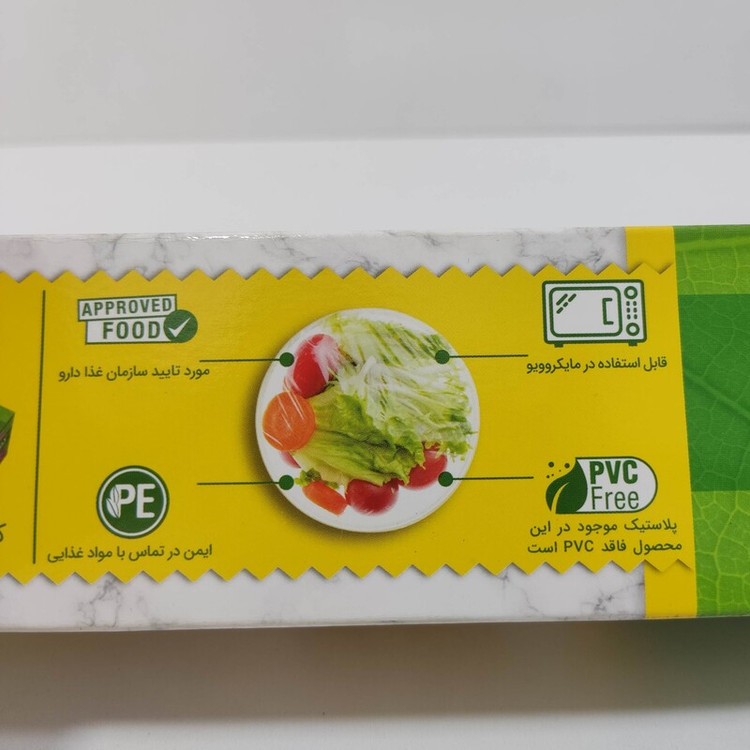 APPROVED
FOOD
مورد تایید سازمان غذا دارو
قابل استفاده در مایکروویو
PE
ایمن در تماس با مواد غذایی
PVC
Free
پلاستیک موجود در این
محصول فاقد PVC است